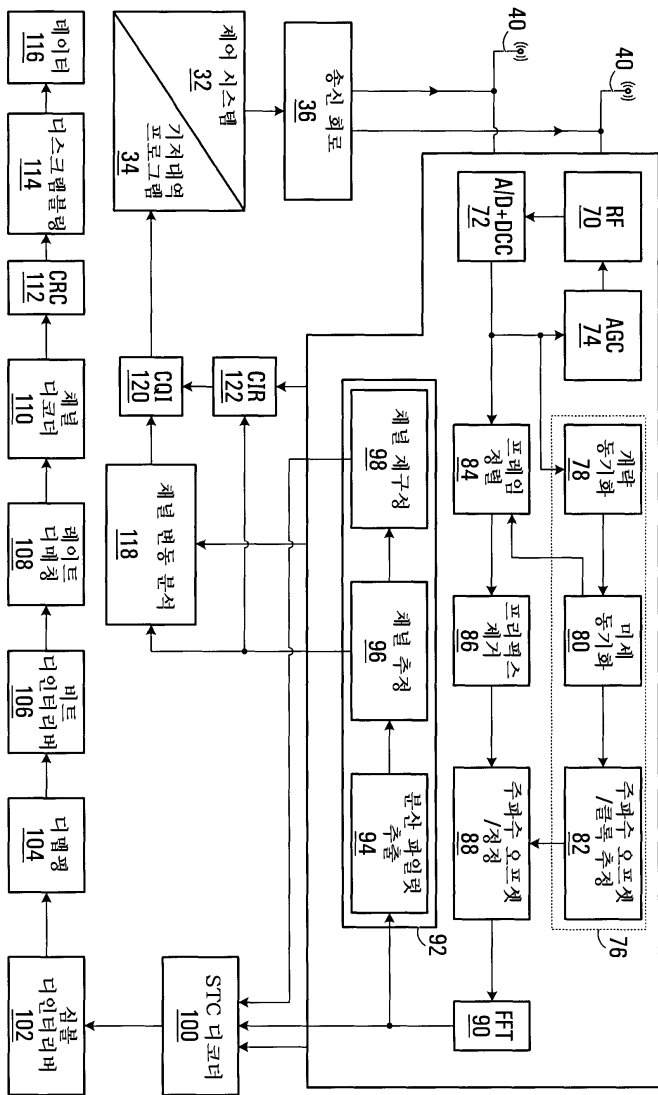 40
40
RF
70
A/D+DCC
72
AGC
74
개략
동기화
78
미세
동기화
80
주파수 오프셋
/클록 추정
82
76
프레임
정렬
84
프리픽스
제거
86
주파수 오프셋
/정정
88
FFT
90
채널 재구성
98
채널 추정
96
분산 파일럿
추출
94
92
송신 회로
36
제어 시스템
32
기저대역
프로그램
34
CQI
120
CIR
122
채널 변동 분석
118
STC 디코더
100
데이터
116
디스크램블링
114
CRC
112
채널
디코더
110
레이트
디매칭
108
비트
디인터리버
106
디맵핑
104
심볼
디인터리버
102